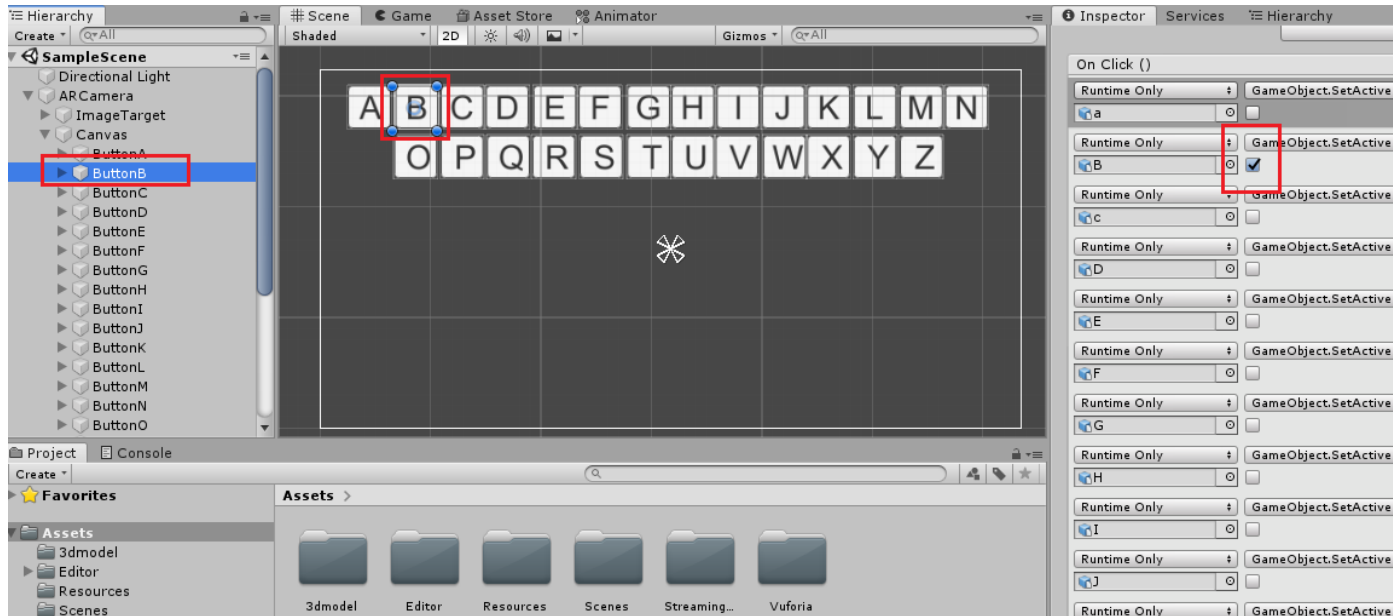 Hierarchy
Create
All
SampleScene
Directional Light
ARCamera
ImageTarget
Canvas
ButtonA
ButtonB
ButtonC
ButtonD
ButtonE
ButtonF
ButtonG
ButtonH
ButtonI
ButtonJ
ButtonK
ButtonL
ButtonM
ButtonN
ButtonO
Scene Game Asset Store Animator
Shaded 2D Gizmos All
A B C D E F G H I J K L M N
O P Q R S T U V W X Y Z
Inspector Services Hierarchy
On Click ()
Runtime Only GameObject.SetActive
a
Runtime Only GameObject.SetActive
B
Runtime Only GameObject.SetActive
c
Runtime Only GameObject.SetActive
D
Runtime Only GameObject.SetActive
E
Runtime Only GameObject.SetActive
F
Runtime Only GameObject.SetActive
G
Runtime Only GameObject.SetActive
H
Runtime Only GameObject.SetActive
I
Runtime Only GameObject.SetActive
J
Runtime Only GameObject.SetActive
Project Console
Create
Favorites
Assets
3dmodel
Editor
Resources
Scenes
Assets >
3dmodel Editor Resources Scenes Streaming... Vuforia